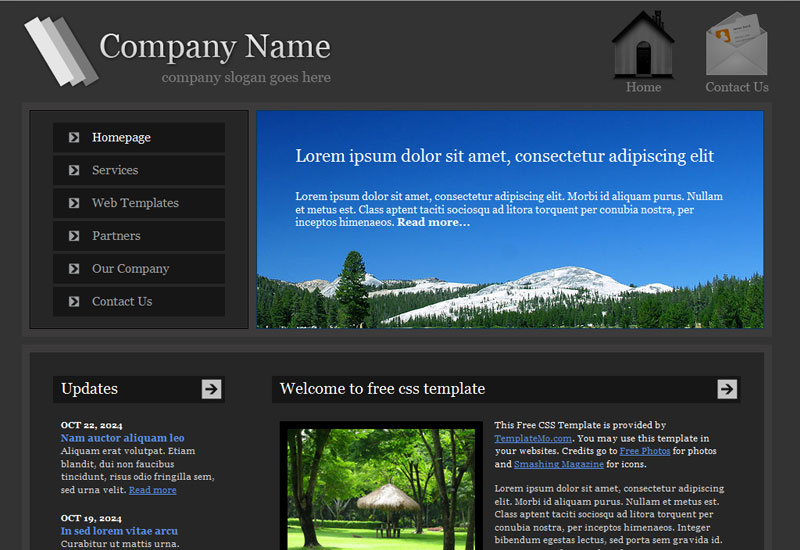 Company Name
company slogan goes here
Home
Contact Us
Homepage
Services
Web Templates
Partners
Our Company
Contact Us
Lorem ipsum dolor sit amet, consectetur adipiscing elit
Lorem ipsum dolor sit amet, consectetur adipiscing elit. Morbi id aliquam purus. Nullam
et metus est. Class aptent taciti sociosqu ad litora torquent per conubia nostra, per
inceptos himenaeos. Read more...
Updates
OCT 22, 2024
Nam auctor aliquam leo
Aliquam erat volutpat. Etiam
blandit, dui non faucibus
tincidunt, risus odio fringilla sem,
sed urna velit. Read more
OCT 19, 2024
In sed lorem vitae arcu
Curabitur ut mattis urna.
Welcome to free css template
This Free CSS Template is provided by
TemplateMo.com. You may use this template in
your websites. Credits go to Free Photos for photos
and Smashing Magazine for icons.
Lorem ipsum dolor sit amet, consectetur adipiscing
elit. Morbi id aliquam purus. Nullam et metus est.
Class aptent taciti sociosqu ad litora torquent per
conubia nostra, per inceptos himenaeos. Integer
bibendum egestas lectus, sed porta sem gravida id.